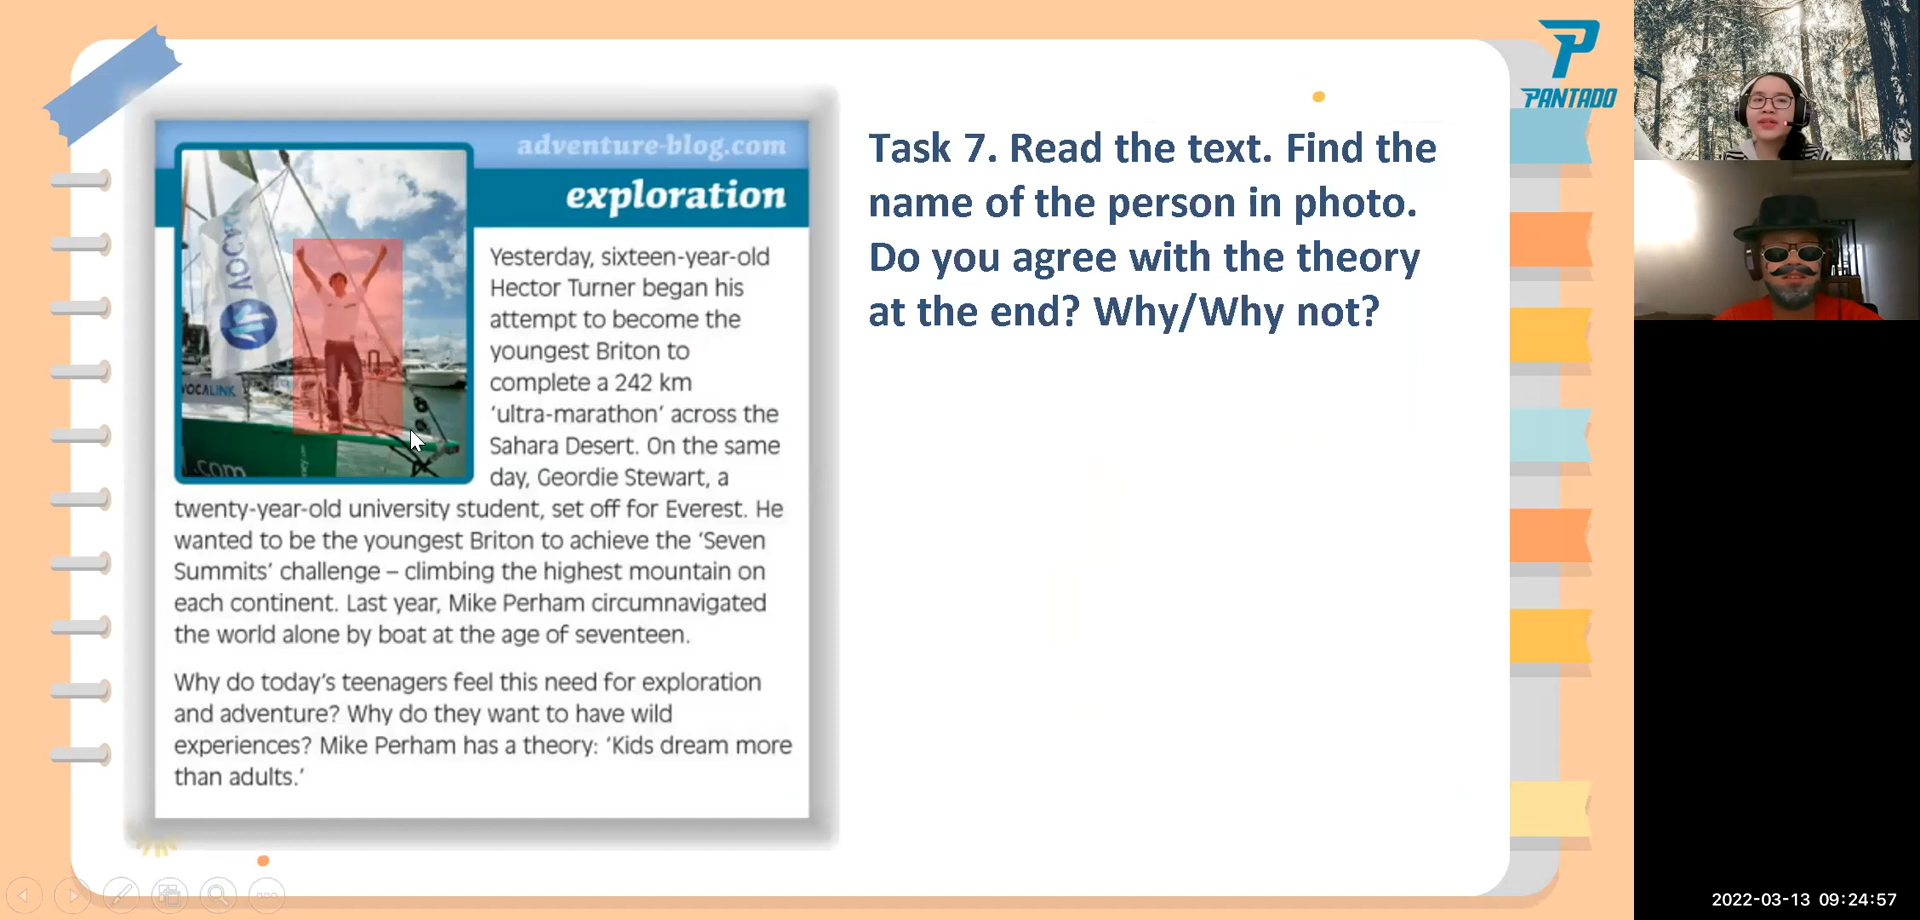 adventure-blog.com
exploration
VOCALINK
.com
Yesterday, sixteen-year-old
Hector Turner began his
attempt to become the
youngest Briton to
complete a 242 km
‘ultra-marathon’ across the
Sahara Desert. On the same
day, Geordie Stewart, a
twenty-year-old university student, set off for Everest. He
wanted to be the youngest Briton to achieve the ‘Seven
Summits’ challenge – climbing the highest mountain on
each continent. Last year, Mike Perham circumnavigated
the world alone by boat at the age of seventeen.
Why do today’s teenagers feel this need for exploration
and adventure? Why do they want to have wild
experiences? Mike Perham has a theory: ‘Kids dream more
than adults.’
Task 7. Read the text. Find the
name of the person in photo.
Do you agree with the theory
at the end? Why/Why not?
PANTADO
2022-03-13 09:24:57